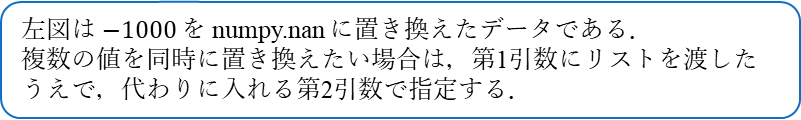 左図は −1000 を numpy.nan に置き換えたデータである．
複数の値を同時に置き換えたい場合は，第1引数にリストを渡した
うえで，代わりに入れる第2引数で指定する．